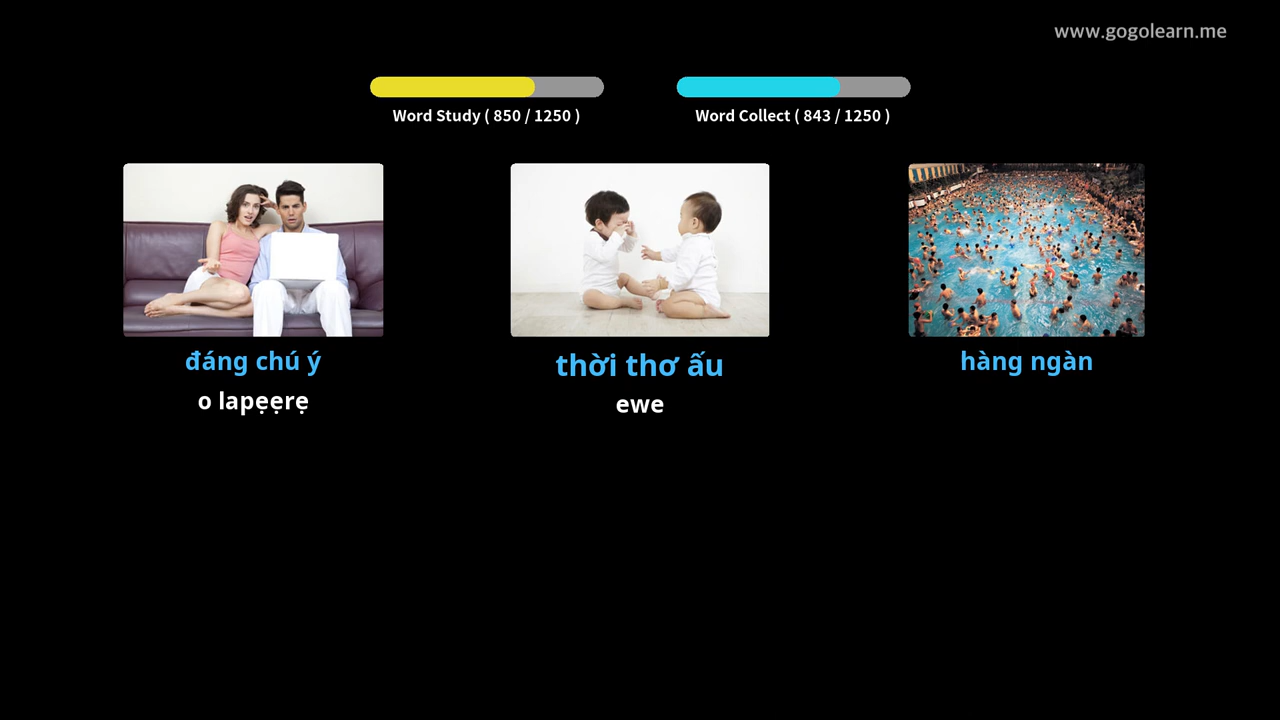 www.gogolearn.me
Word Study ( 850 / 1250 )
Word Collect ( 843 / 1250 )
đáng chú ý
thời thơ ấu
hàng ngàn
o lapẹẹrẹ
ewe